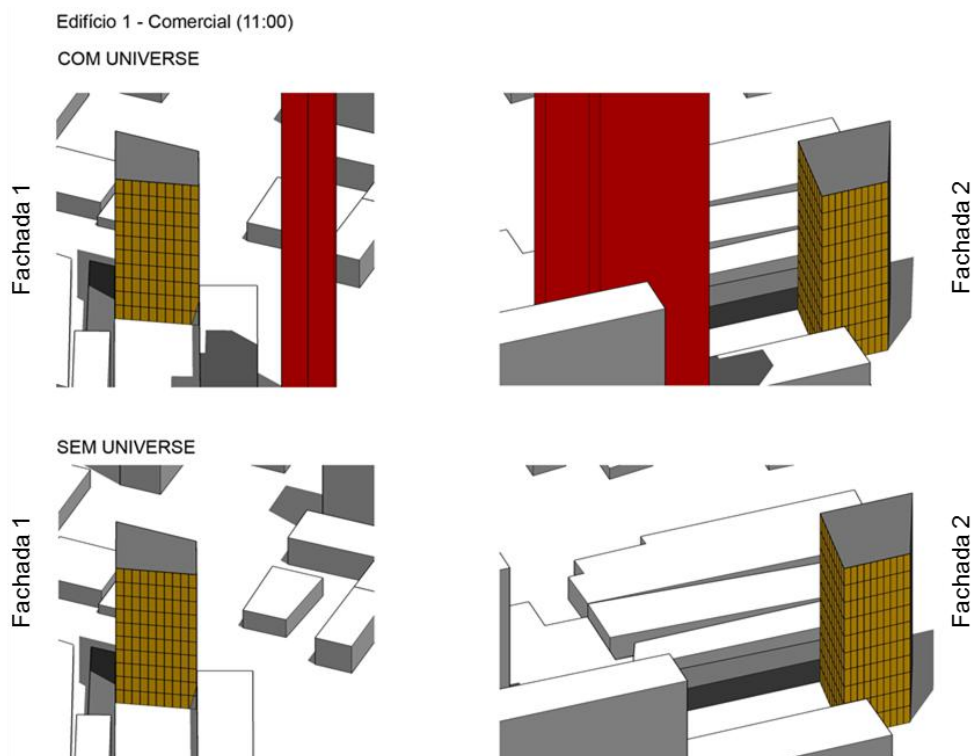 Edifício 1 - Comercial (11:00)
COM UNIVERSE
Fachada 1
Fachada 2
SEM UNIVERSE
Fachada 1
Fachada 2